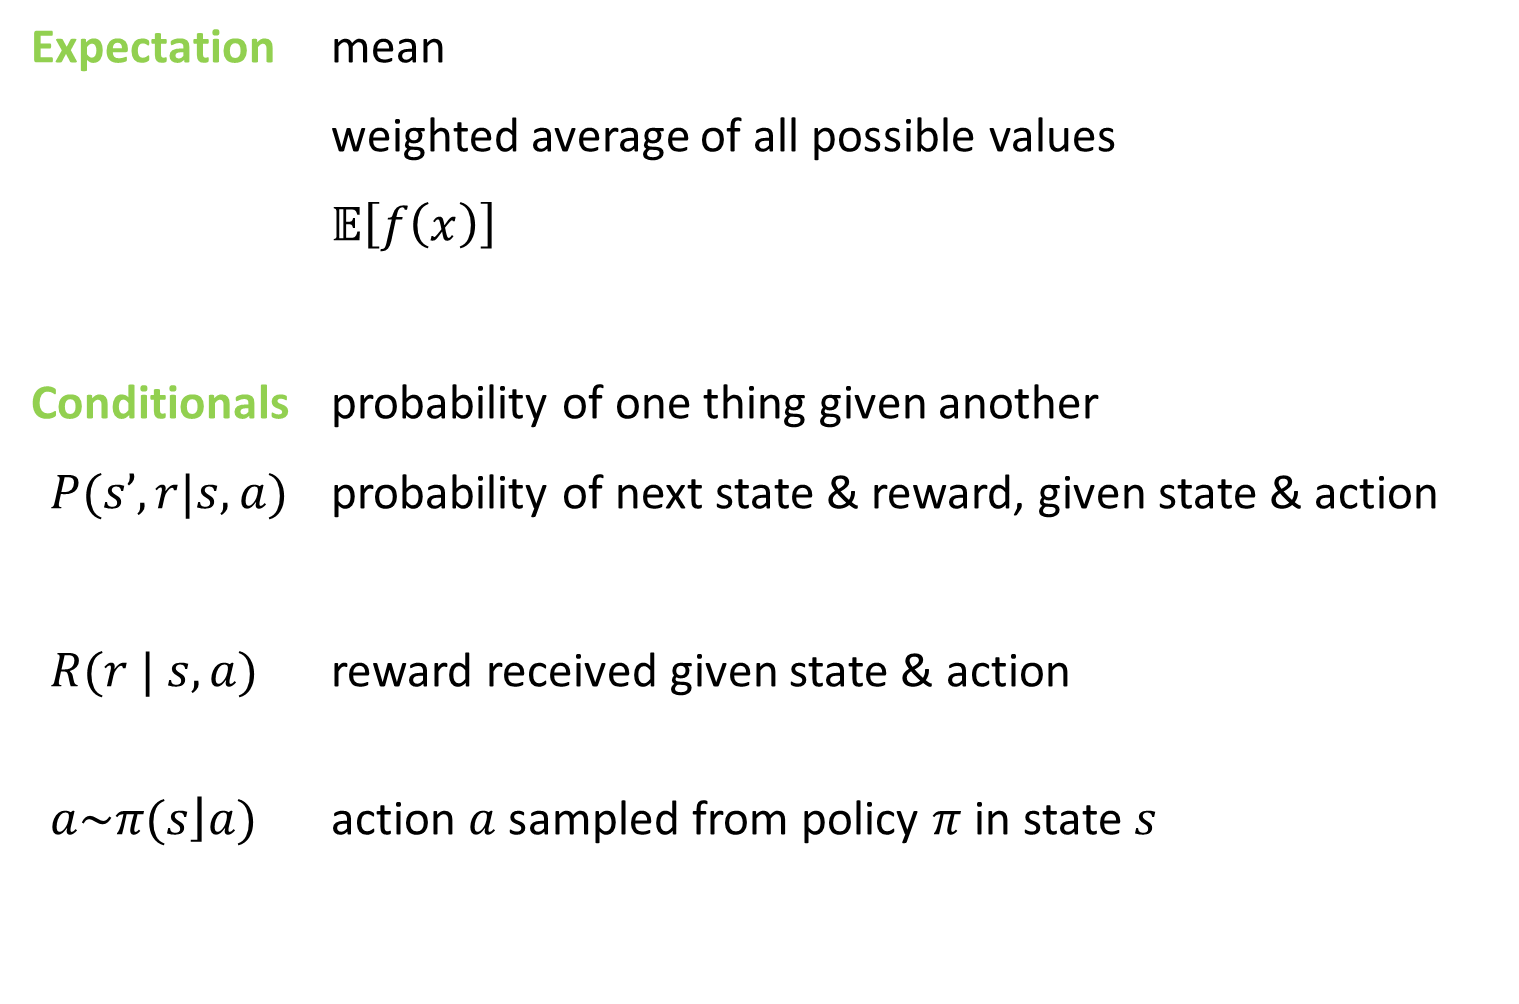 Expectation mean
weighted average of all possible values
𝔼[f(x)]
Conditionals probability of one thing given another
P(s’, r|s, a) probability of next state & reward, given state & action
R(r | s, a) reward received given state & action
a~π(s⌋a) action a sampled from policy π in state s